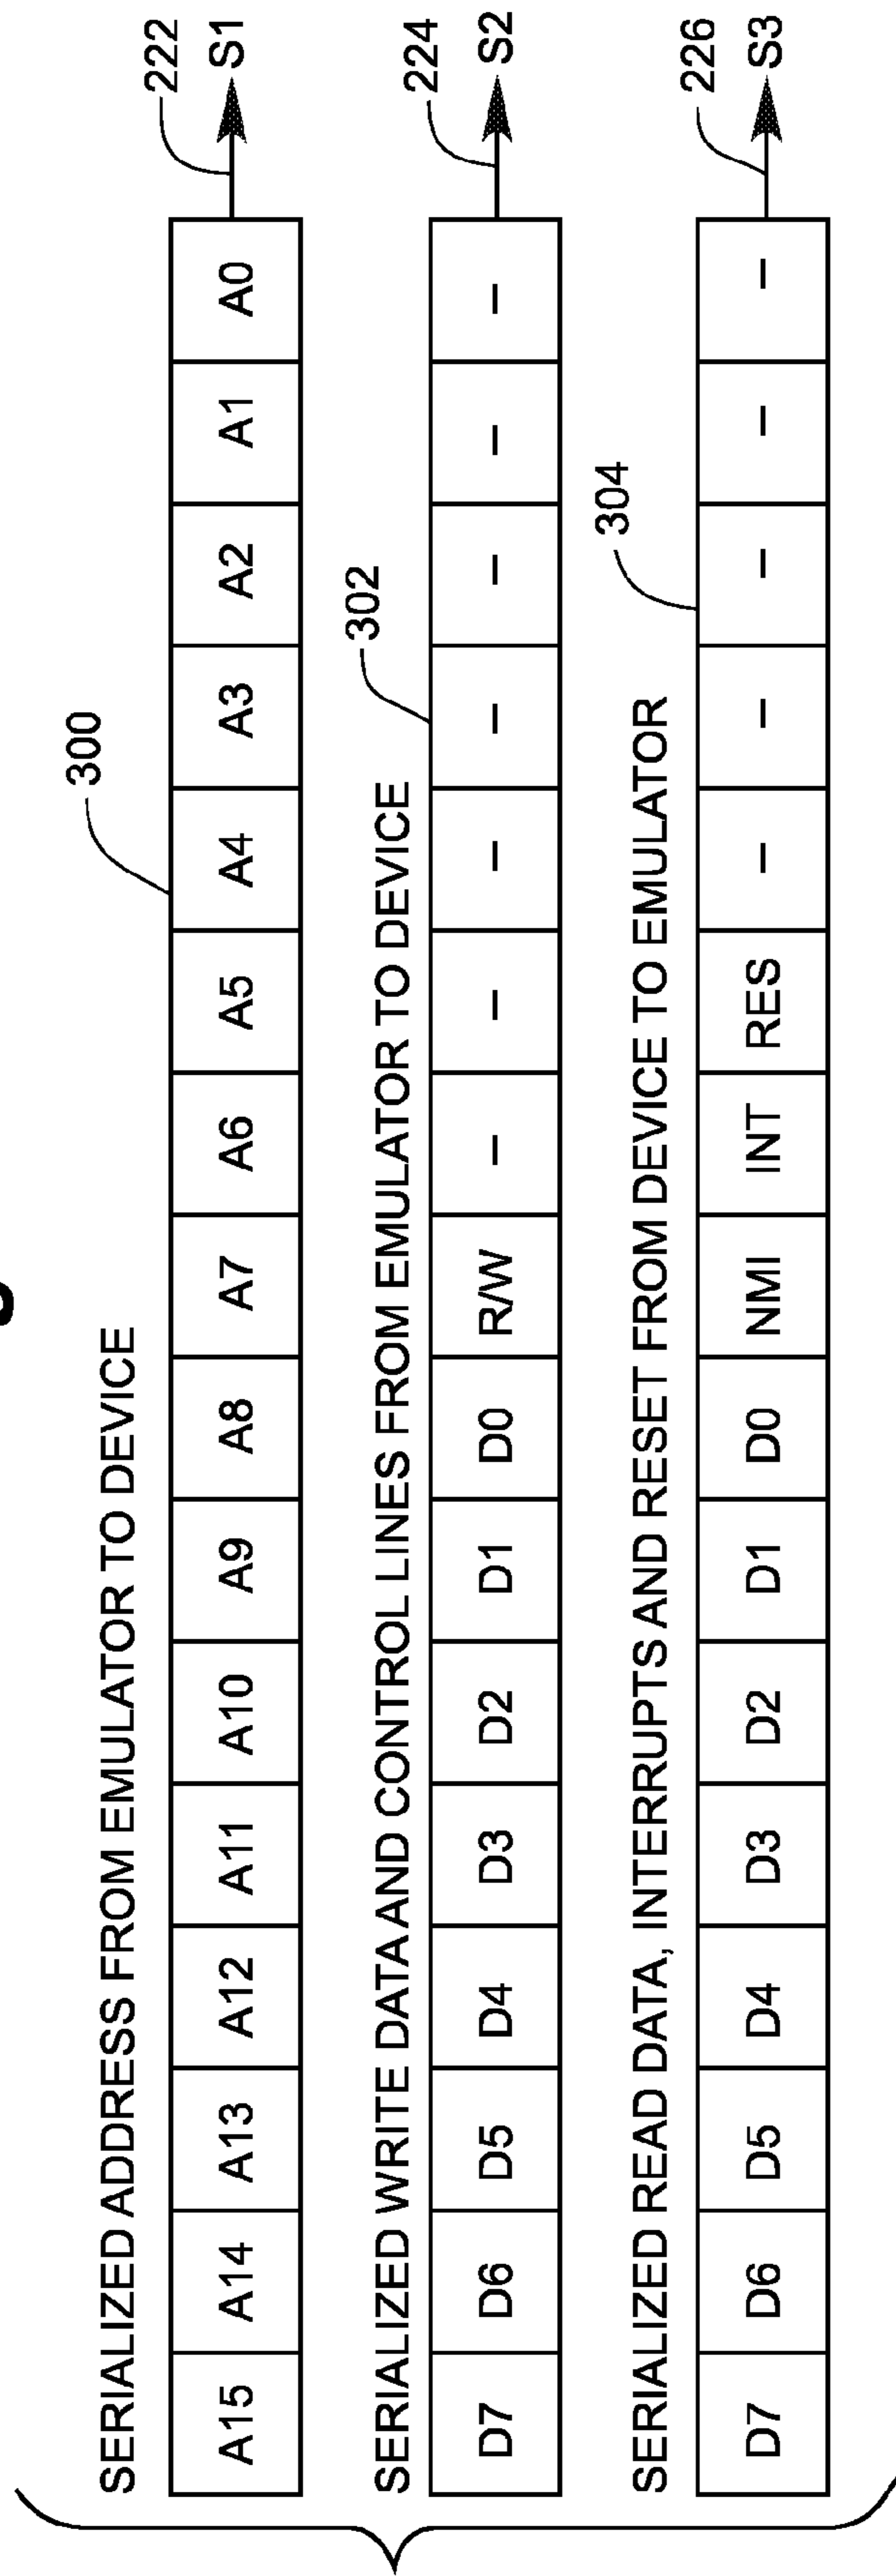 SERIALIZED ADDRESS FROM EMULATOR TO DEVICE
300
A15 A14 A13 A12 A11 A10 A9 A8 A7 A6 A5 A4 A3 A2 A1 A0
222
S1
SERIALIZED WRITE DATA AND CONTROL LINES FROM EMULATOR TO DEVICE
302
D7 D6 D5 D4 D3 D2 D1 D0 R/W – – – – – – –
224
S2
SERIALIZED READ DATA, INTERRUPTS AND RESET FROM DEVICE TO EMULATOR
304
D7 D6 D5 D4 D3 D2 D1 D0 NMI INT RES – – – – –
226
S3